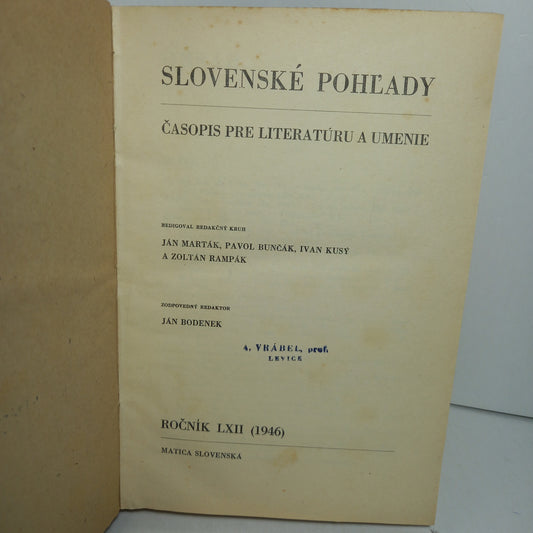 SLOVENSKÉ POHĽADY
ČASOPIS PRE LITERATÚRU A UMENIE
REDIGOVAL REDAKČNÝ KRUH
JÁN MARTÁK, PAVOL BUNČÁK, IVAN KUSÝ
A ZOLTÁN RAMPÁK
ZODPOVEDNÝ REDAKTOR
JÁN BODENEK
A. VRÁBEL, prof.
LEVICE
ROČNÍK LXII (1946)
MATICA SLOVENSKÁ